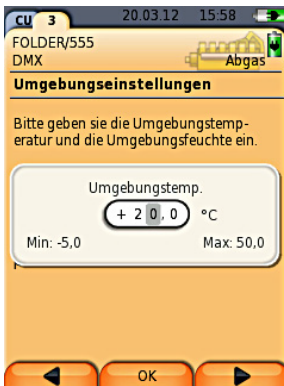 CU 3 20.03.12 15:58
FOLDER/555
DMX Abgas
Umgebungseinstellungen
Bitte geben sie die Umgebungstemp-
eratur und die Umgebungsfeuchte ein.
Umgebungstemp.
+ 2 0 , 0 °C
Min: -5,0 Max: 50,0
OK